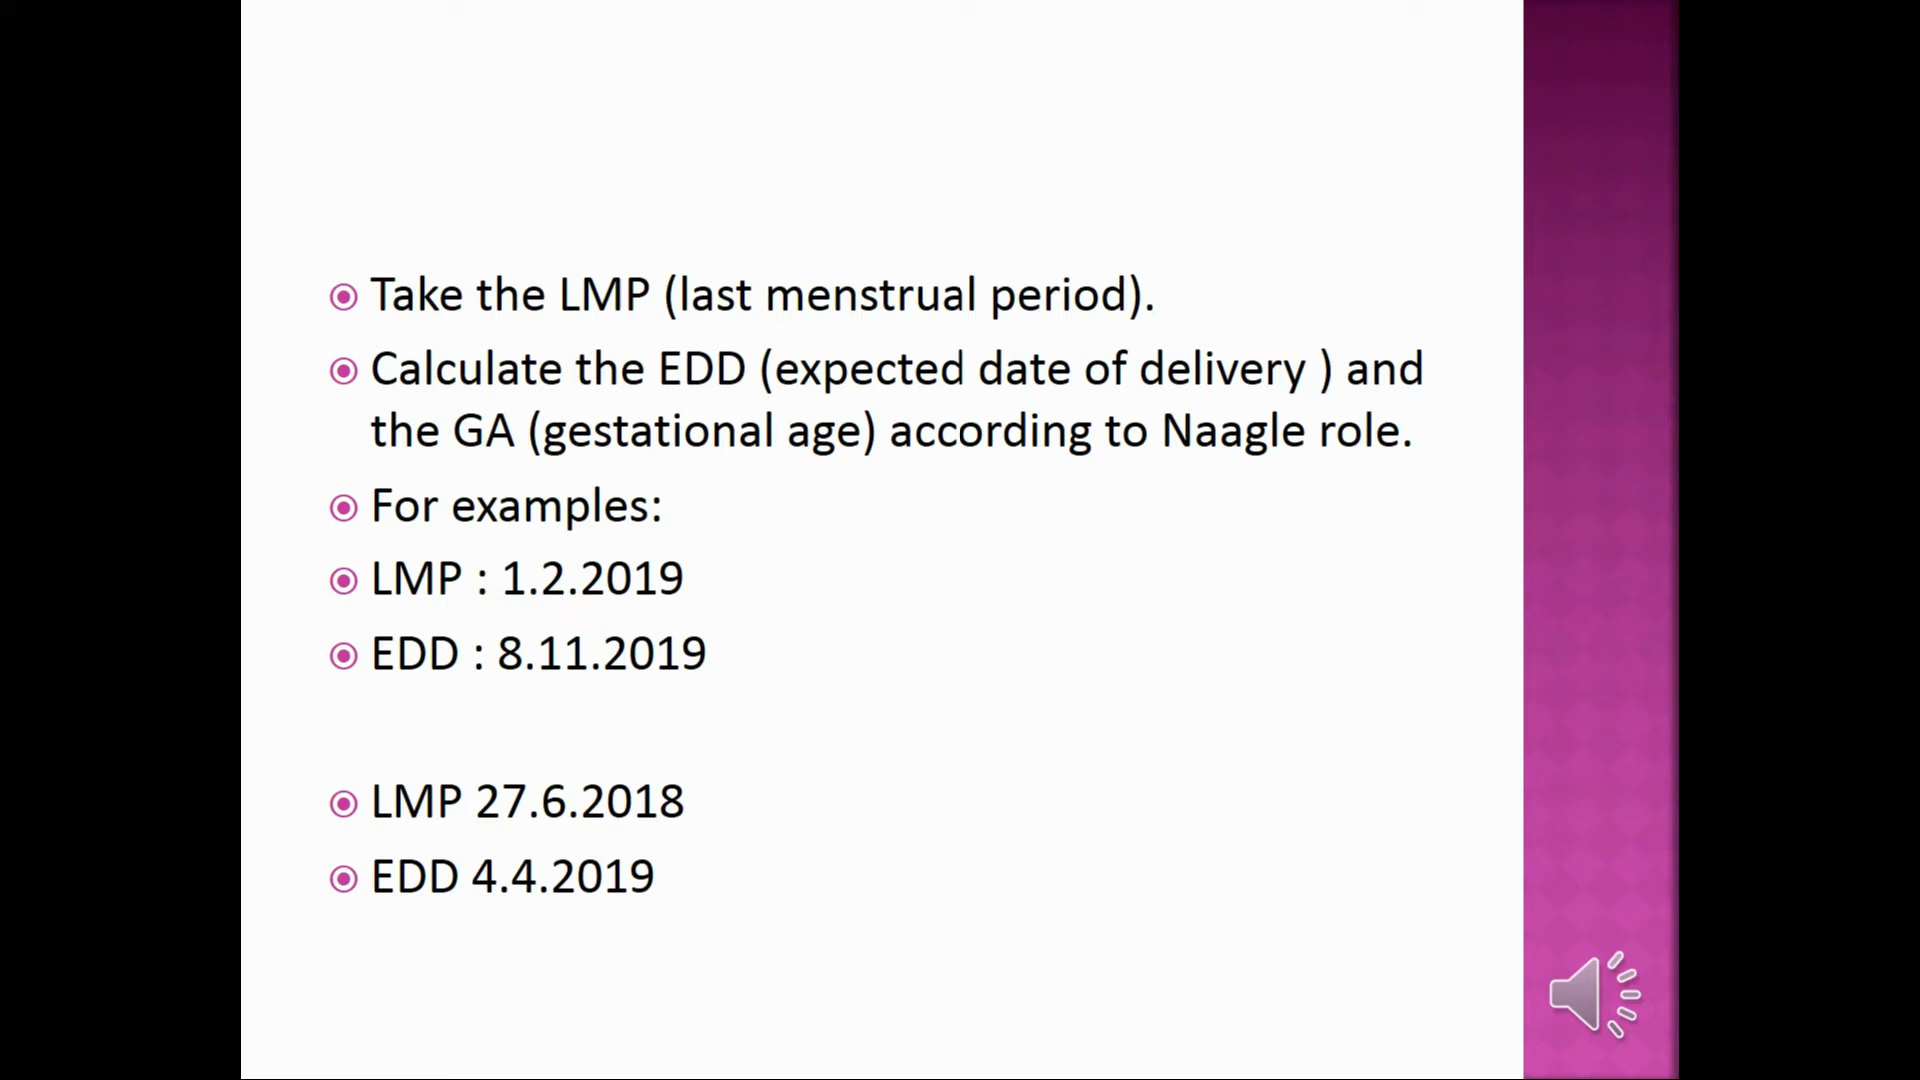 Take the LMP (last menstrual period).
Calculate the EDD (expected date of delivery ) and
the GA (gestational age) according to Naagle role.
For examples:
LMP : 1.2.2019
EDD : 8.11.2019
LMP 27.6.2018
EDD 4.4.2019